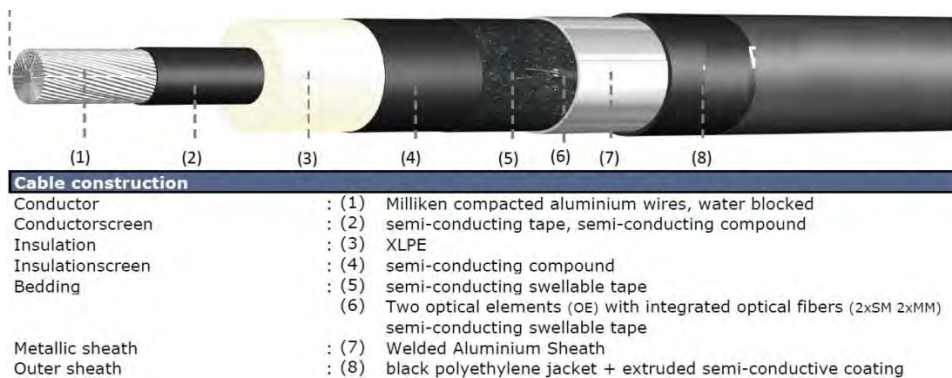 (1) (2) (3) (4) (5) (6) (7) (8)
Cable construction
Conductor : (1) Milliken compacted aluminium wires, water blocked
Conductorscreen : (2) semi-conducting tape, semi-conducting compound
Insulation : (3) XLPE
Insulationscreen : (4) semi-conducting compound
Bedding : (5) semi-conducting swellable tape
(6) Two optical elements (OE) with integrated optical fibers (2xSM 2xMM)
semi-conducting swellable tape
Metallic sheath : (7) Welded Aluminium Sheath
Outer sheath : (8) black polyethylene jacket + extruded semi-conductive coating